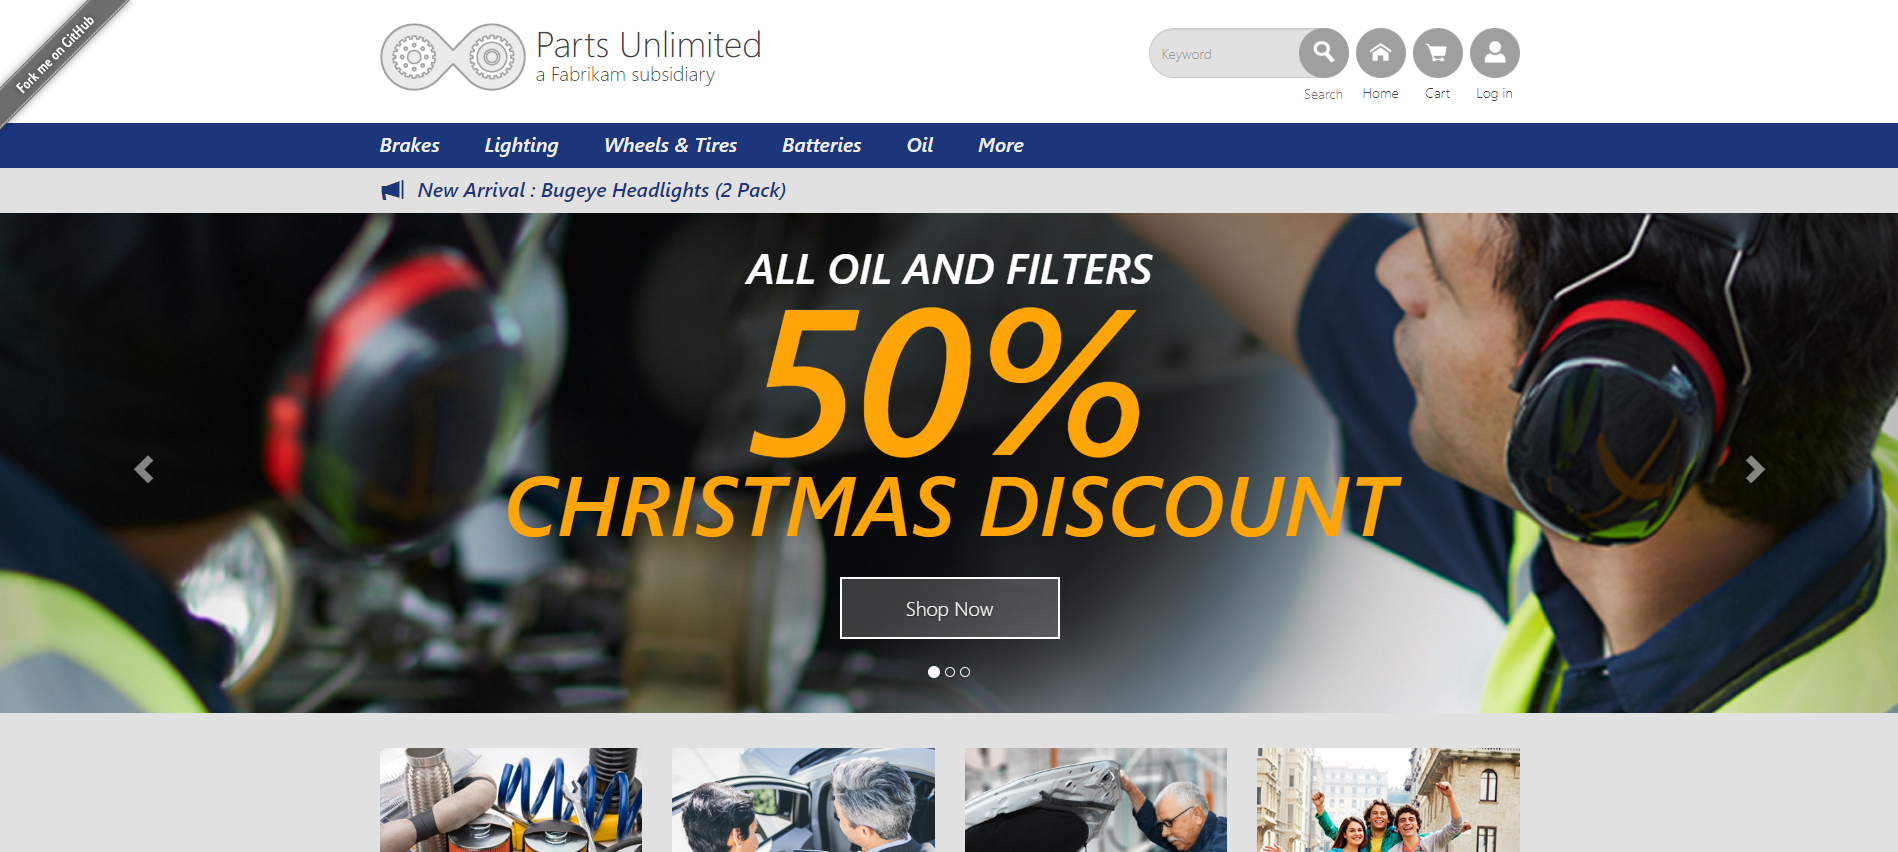 Fork me on GitHub
Parts Unlimited
a Fabrikam subsidiary
Keyword
Search
Home
Cart
Log in
Brakes
Lighting
Wheels & Tires
Batteries
Oil
More
New Arrival : Bugeye Headlights (2 Pack)
ALL OIL AND FILTERS
50%
CHRISTMAS DISCOUNT
Shop Now